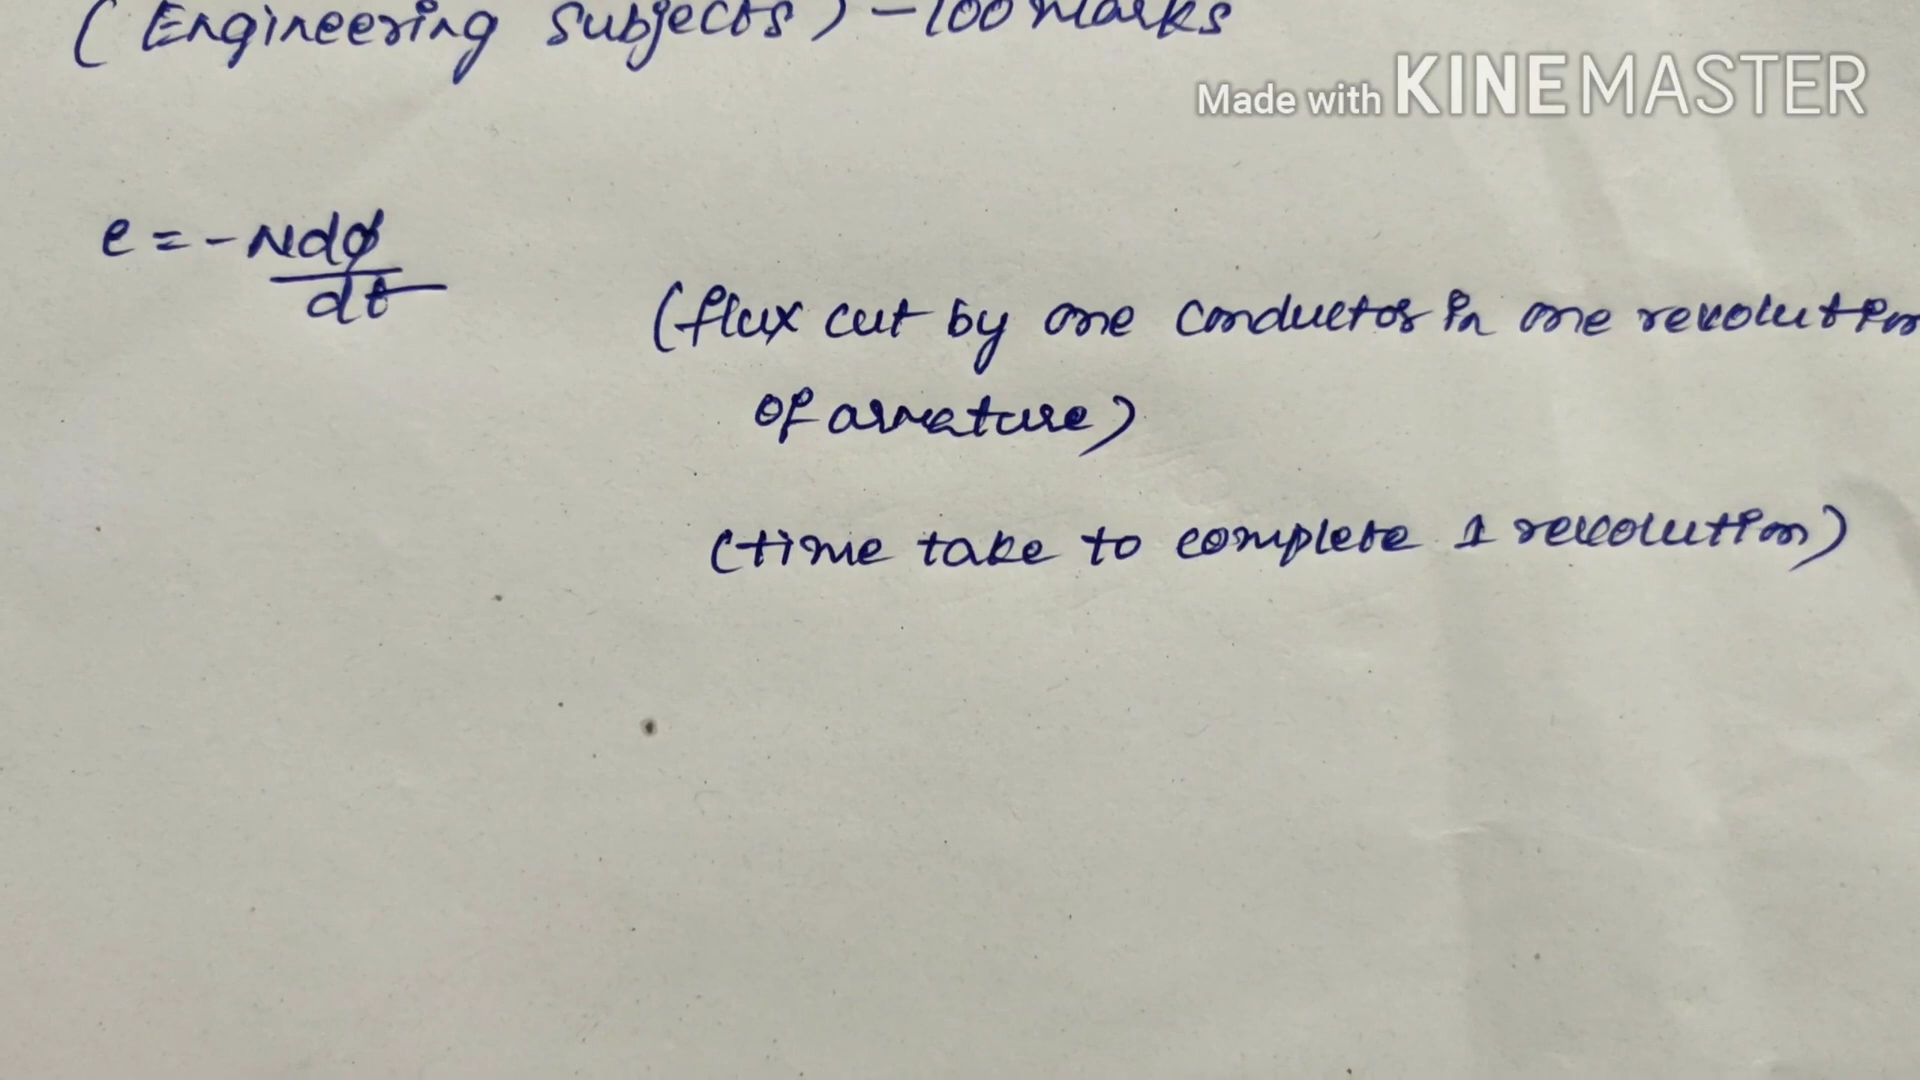 (Engineering Subjects) - 100 marks
Made with KINEMASTER
e = - Ndφ
dt
(flux cut by one conductor in one revolution
of armature)
(time take to complete 1 revolution)